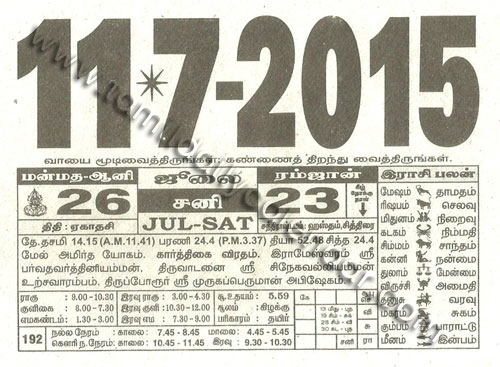 11-7-2015
www.tamildailycalendar.com
வாயை மூடிவைத்திருங்கள்; கண்ணைத் திறந்து வைத்திருங்கள்.
மன்மத-ஆனி ஜூலை ரம்ஜான் கீழ் நோக்கு நாள் இராசி பலன்
26 சனி 23
திதி : ஏகாதசி JUL-SAT சந்திராஷ்டமம்: ஹஸ்தம், சித்திரை
மேஷம் தாமதம்
ரிஷபம் செலவு
மிதுனம் நிறைவு
கடகம் நன்மதி
சிம்மம் சாந்தம்
கன்னி நன்மை
துலாம் மேன்மை
விருச்சி அமைதி
தனுசு வரவு
மகரம் சுகம்
கும்பம் பாராட்டு
மீனம் இன்பம்
தே.தசமி 14.15 (A.M.11.41) பரணி 24.4 (P.M.3.37) தியா 52.48 சித்த 24.4
மேல் அமிர்த யோகம். கார்த்திகை விரதம். இராமேஸ்வரம் ஸ்ரீ
பர்வதவர்த்தினியம்மன், திருவாடனை ஸ்ரீ சிநேகவல்லியம்மன்
உற்சவாரம்பம். திருப்போரூர் ஸ்ரீ முருகப்பெருமான் அபிஷேகம்.
ராகு : 9.00-10.30 இரவு ராகு : 3.00-4.30 சூ.உதயம் : 5.59
குளிகை : 6.00-7.30 இரவு குளி : 10.30-12.00 சூலம் : கிழக்கு
எமகண்டம் : 1.30-3.00 இரவு எம : 7.30-9.00 பரிகாரம் : தயிர்
192 நல்ல நேரம் : காலை : 7.45 - 8.45 மாலை : 4.45 - 5.45
கௌரி ந.நேரம் : காலை : 10.45 - 11.45 இரவு : 9.30 - 10.30